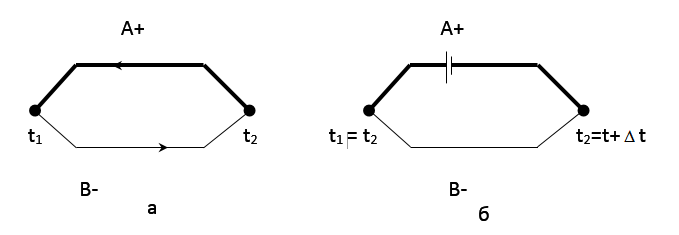 A+ A+
t₁ t₂ t₁ = t₂ t₂=t+ Δ t
B- B-
а б